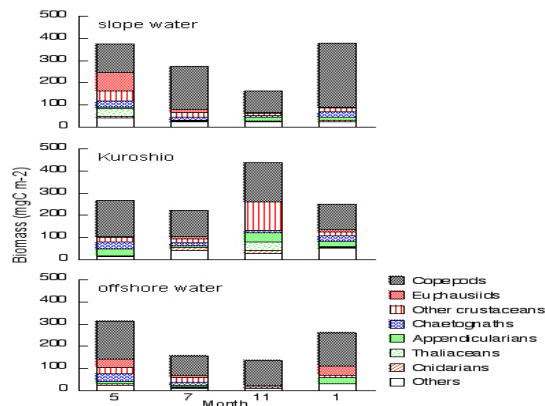 500
slope water
400
300
200
100
0
500
Kuroshio
400
300
200
100
0
Biomass (mgC m-2)
500
offshore water
400
300
200
100
0
5 7 11 1
Month
Copepods
Euphausiids
Other crustaceans
Chaetognaths
Appendicularians
Thaliaceans
Cnidarians
Others